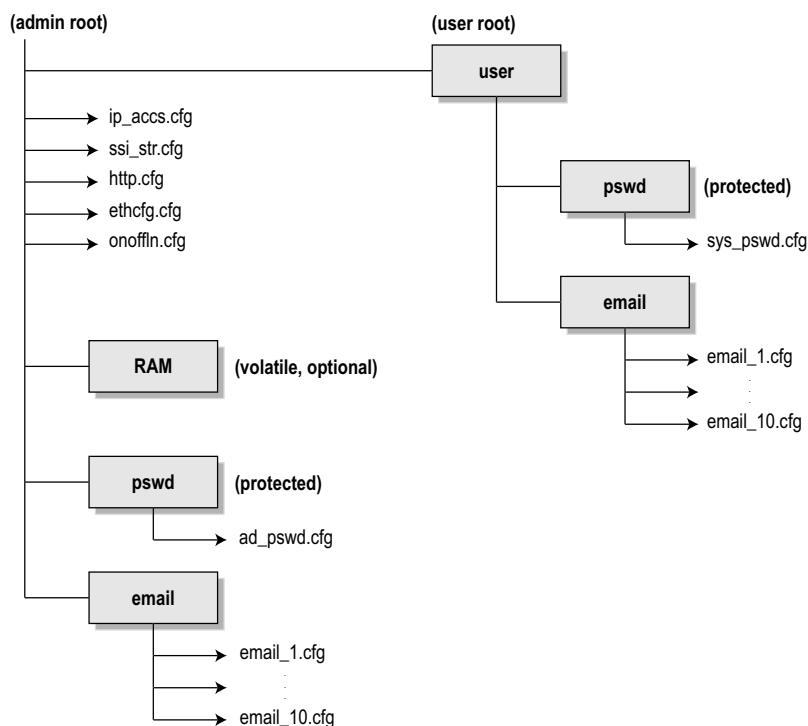 (admin root)
(user root)
user
ip_accs.cfg
ssi_str.cfg
http.cfg
ethcfg.cfg
onoffln.cfg
pswd
(protected)
sys_pswd.cfg
email
email_1.cfg
email_10.cfg
RAM
(volatile, optional)
pswd
(protected)
ad_pswd.cfg
email
email_1.cfg
email_10.cfg